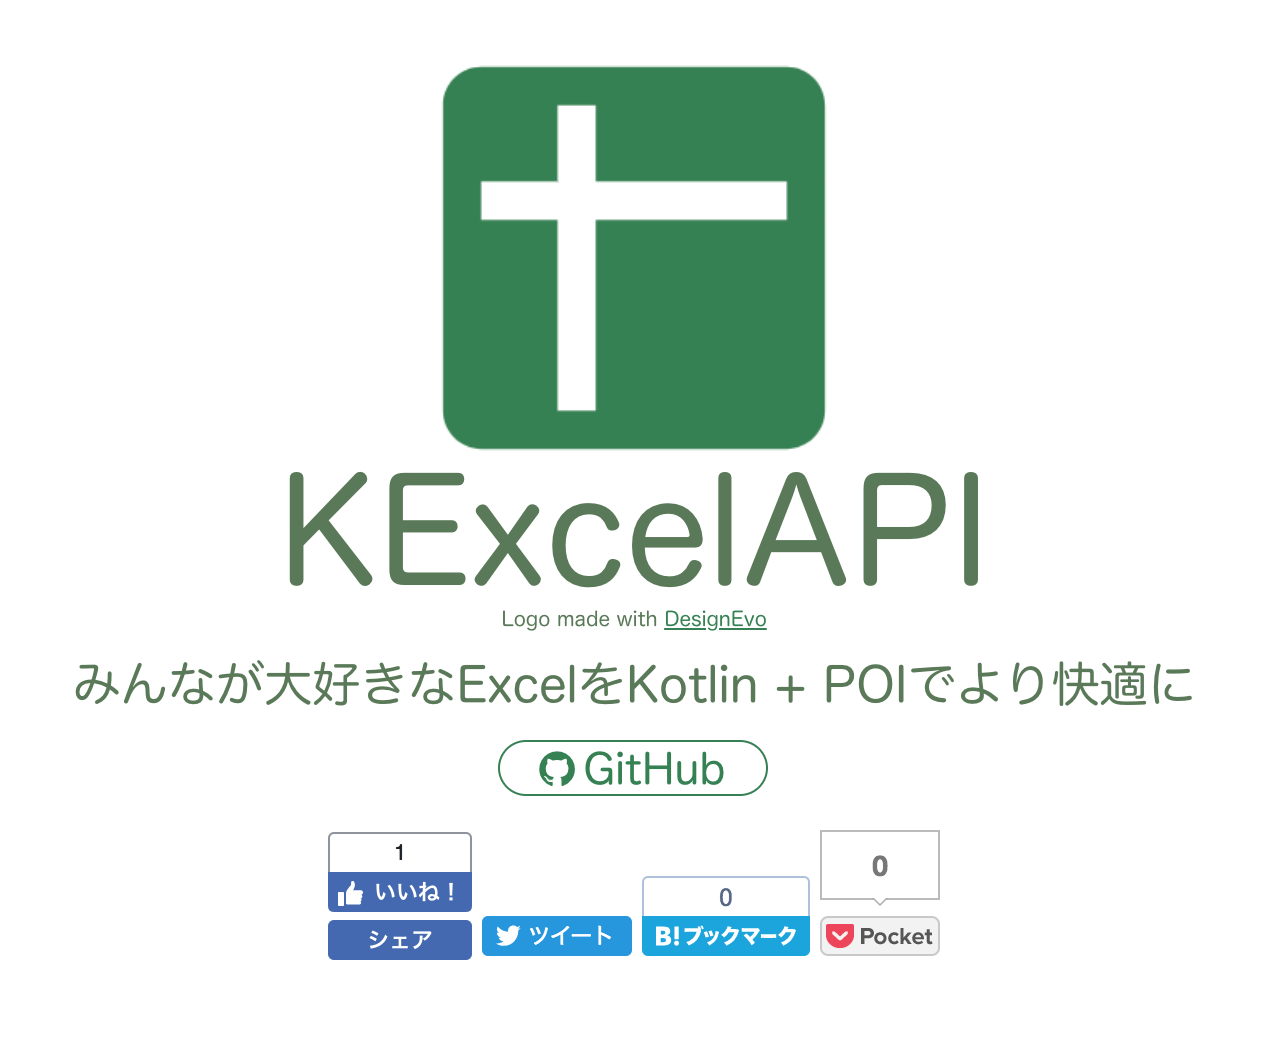 KExcelAPI
Logo made with DesignEvo
みんなが大好きなExcelをKotlin + POIでより快適に
GitHub
1
いいね！
シェア
ツイート
0
B!ブックマーク
0
Pocket